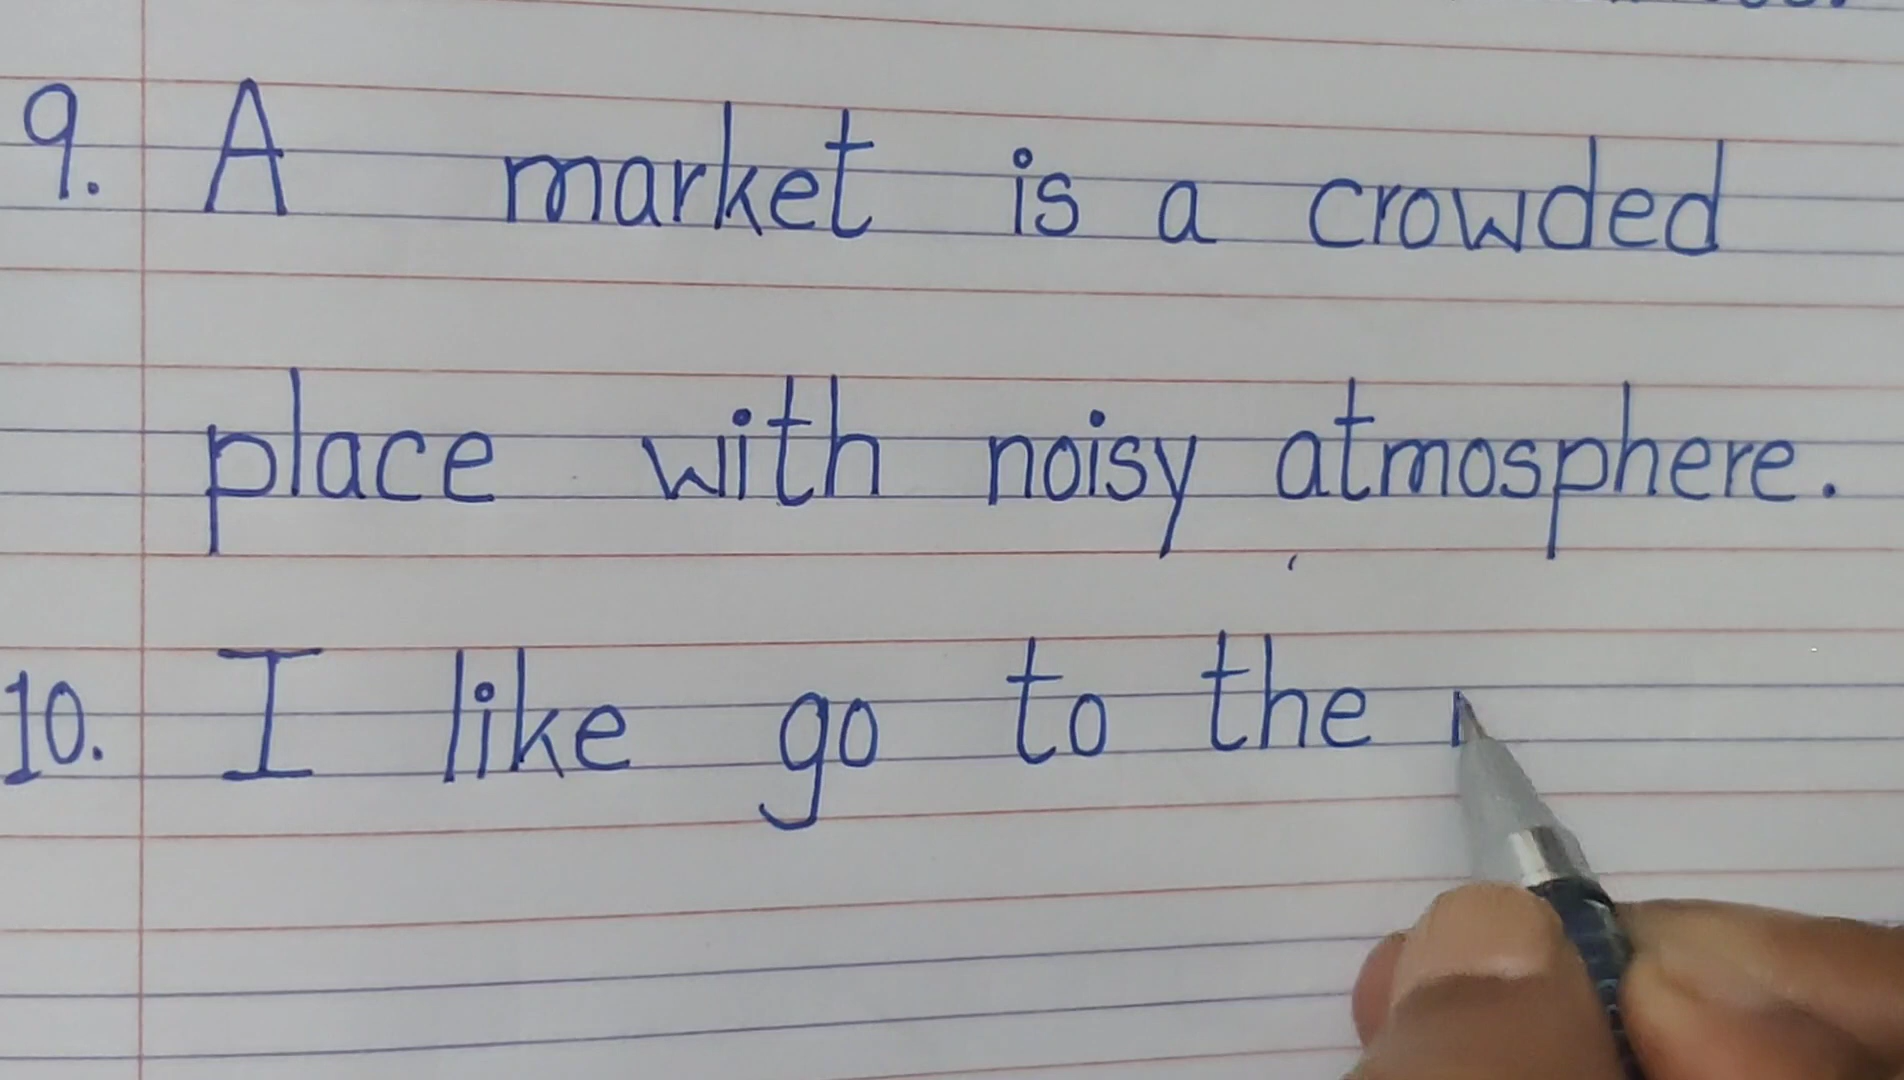 9. A market is a crowded
place with noisy atmosphere.
10. I like go to the